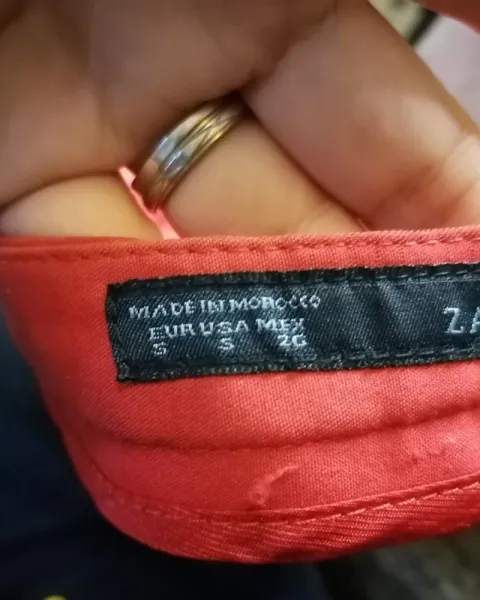 MADE IN MOROCCO
EUR USA MEX
S S 26
ZA